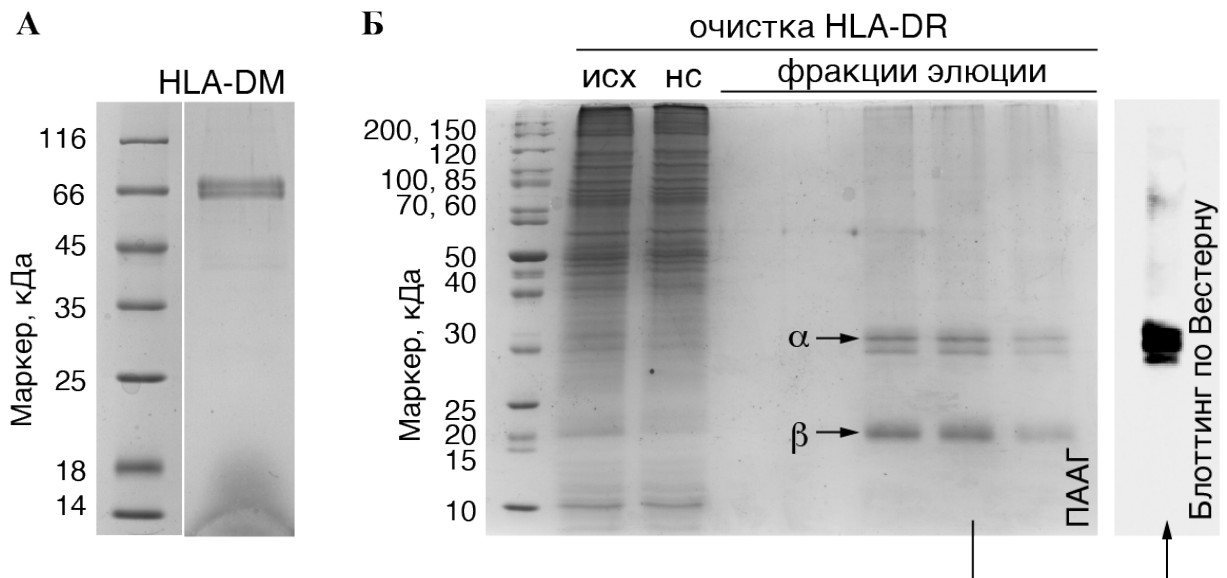 А
HLA-DM
116
66
45
35
25
18
14
Маркер, кДа
Б
очистка HLA-DR
исх нс фракции элюции
200, 150
120
100, 85
70, 60
50
40
30
25
20
15
10
Маркер, кДа
α
β
ПААГ
Блоттинг по Вестерну